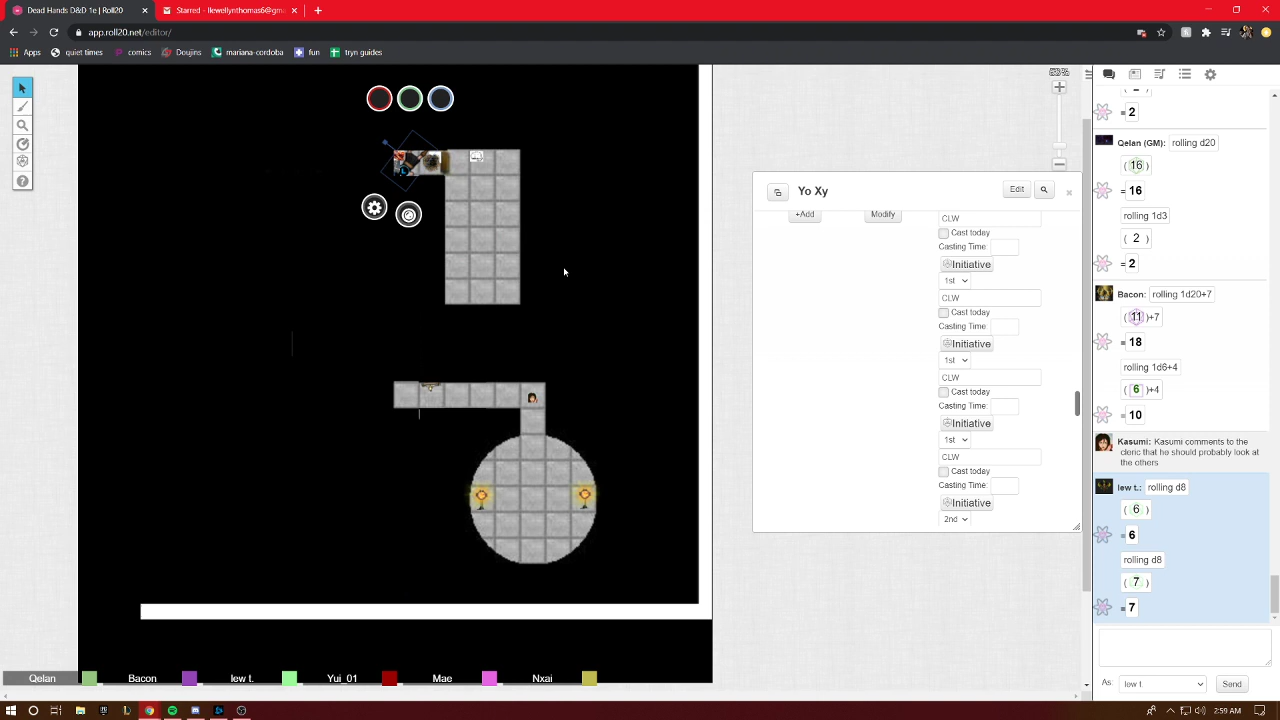 Dead Hands D&D 1e | Roll20
Starred - llewellynthomas6@gm
app.roll20.net/editor/
Apps
quiet times
comics
Doujins
mariana-cordoba
fun
tryn guides
Yo Xy
Edit
+Add
Modify
CLW
Cast today
Casting Time:
Initiative
1st
CLW
Cast today
Casting Time:
Initiative
1st
CLW
Cast today
Casting Time:
Initiative
1st
CLW
Cast today
Casting Time:
Initiative
2nd
= 2
Qelan (GM): rolling d20
( 16 )
= 16
rolling 1d3
( 2 )
= 2
Bacon: rolling 1d20+7
( 11 )+7
= 18
rolling 1d6+4
( 6 )+4
= 10
Kasumi: Kasumi comments to the
cleric that he should probably look at
the others
lew t.: rolling d8
( 6 )
= 6
rolling d8
( 7 )
= 7
As: lew t
Send
Qelan
Bacon
lew t.
Yui_01
Mae
Nxai
2:59 AM